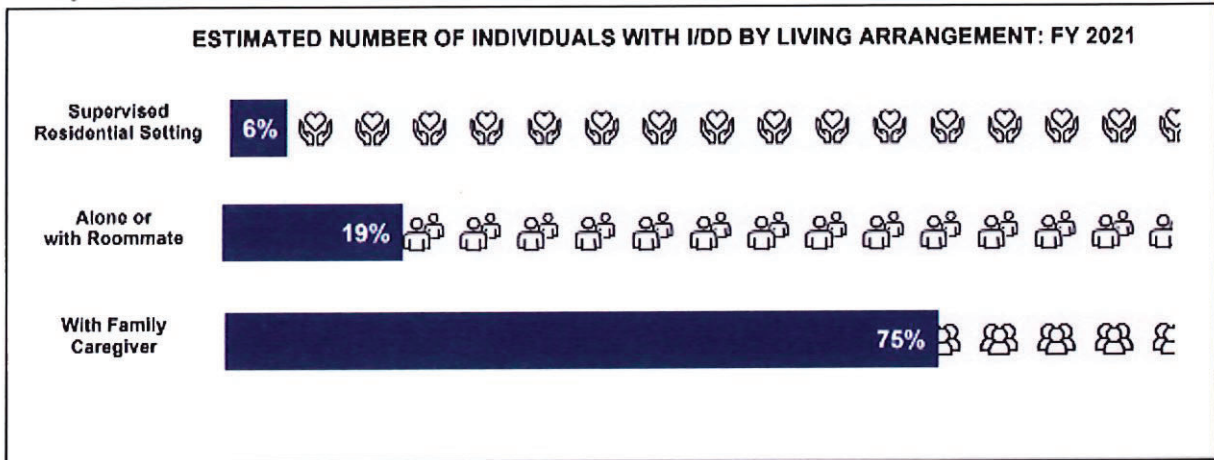 ESTIMATED NUMBER OF INDIVIDUALS WITH I/DD BY LIVING ARRANGEMENT: FY 2021
Supervised
Residential Setting
6%
Alone or
with Roommate
19%
With Family
Caregiver
75%